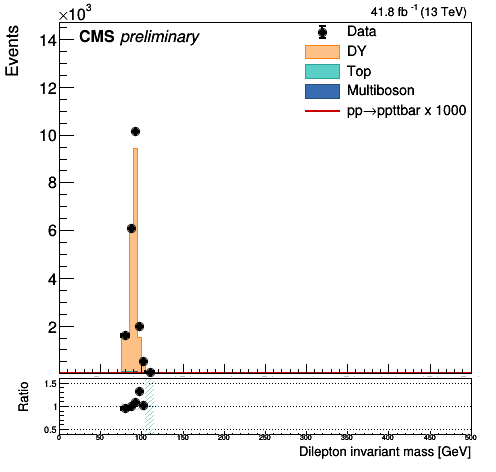 ×10³
41.8 fb⁻¹ (13 TeV)
CMS preliminary
Events
14
12
10
8
6
4
2
Data
DY
Top
Multiboson
pp→ppttbar x 1000
Ratio
1.5
1
0.5
0 50 100 150 200 250 300 350 400 450 500
Dilepton invariant mass [GeV]